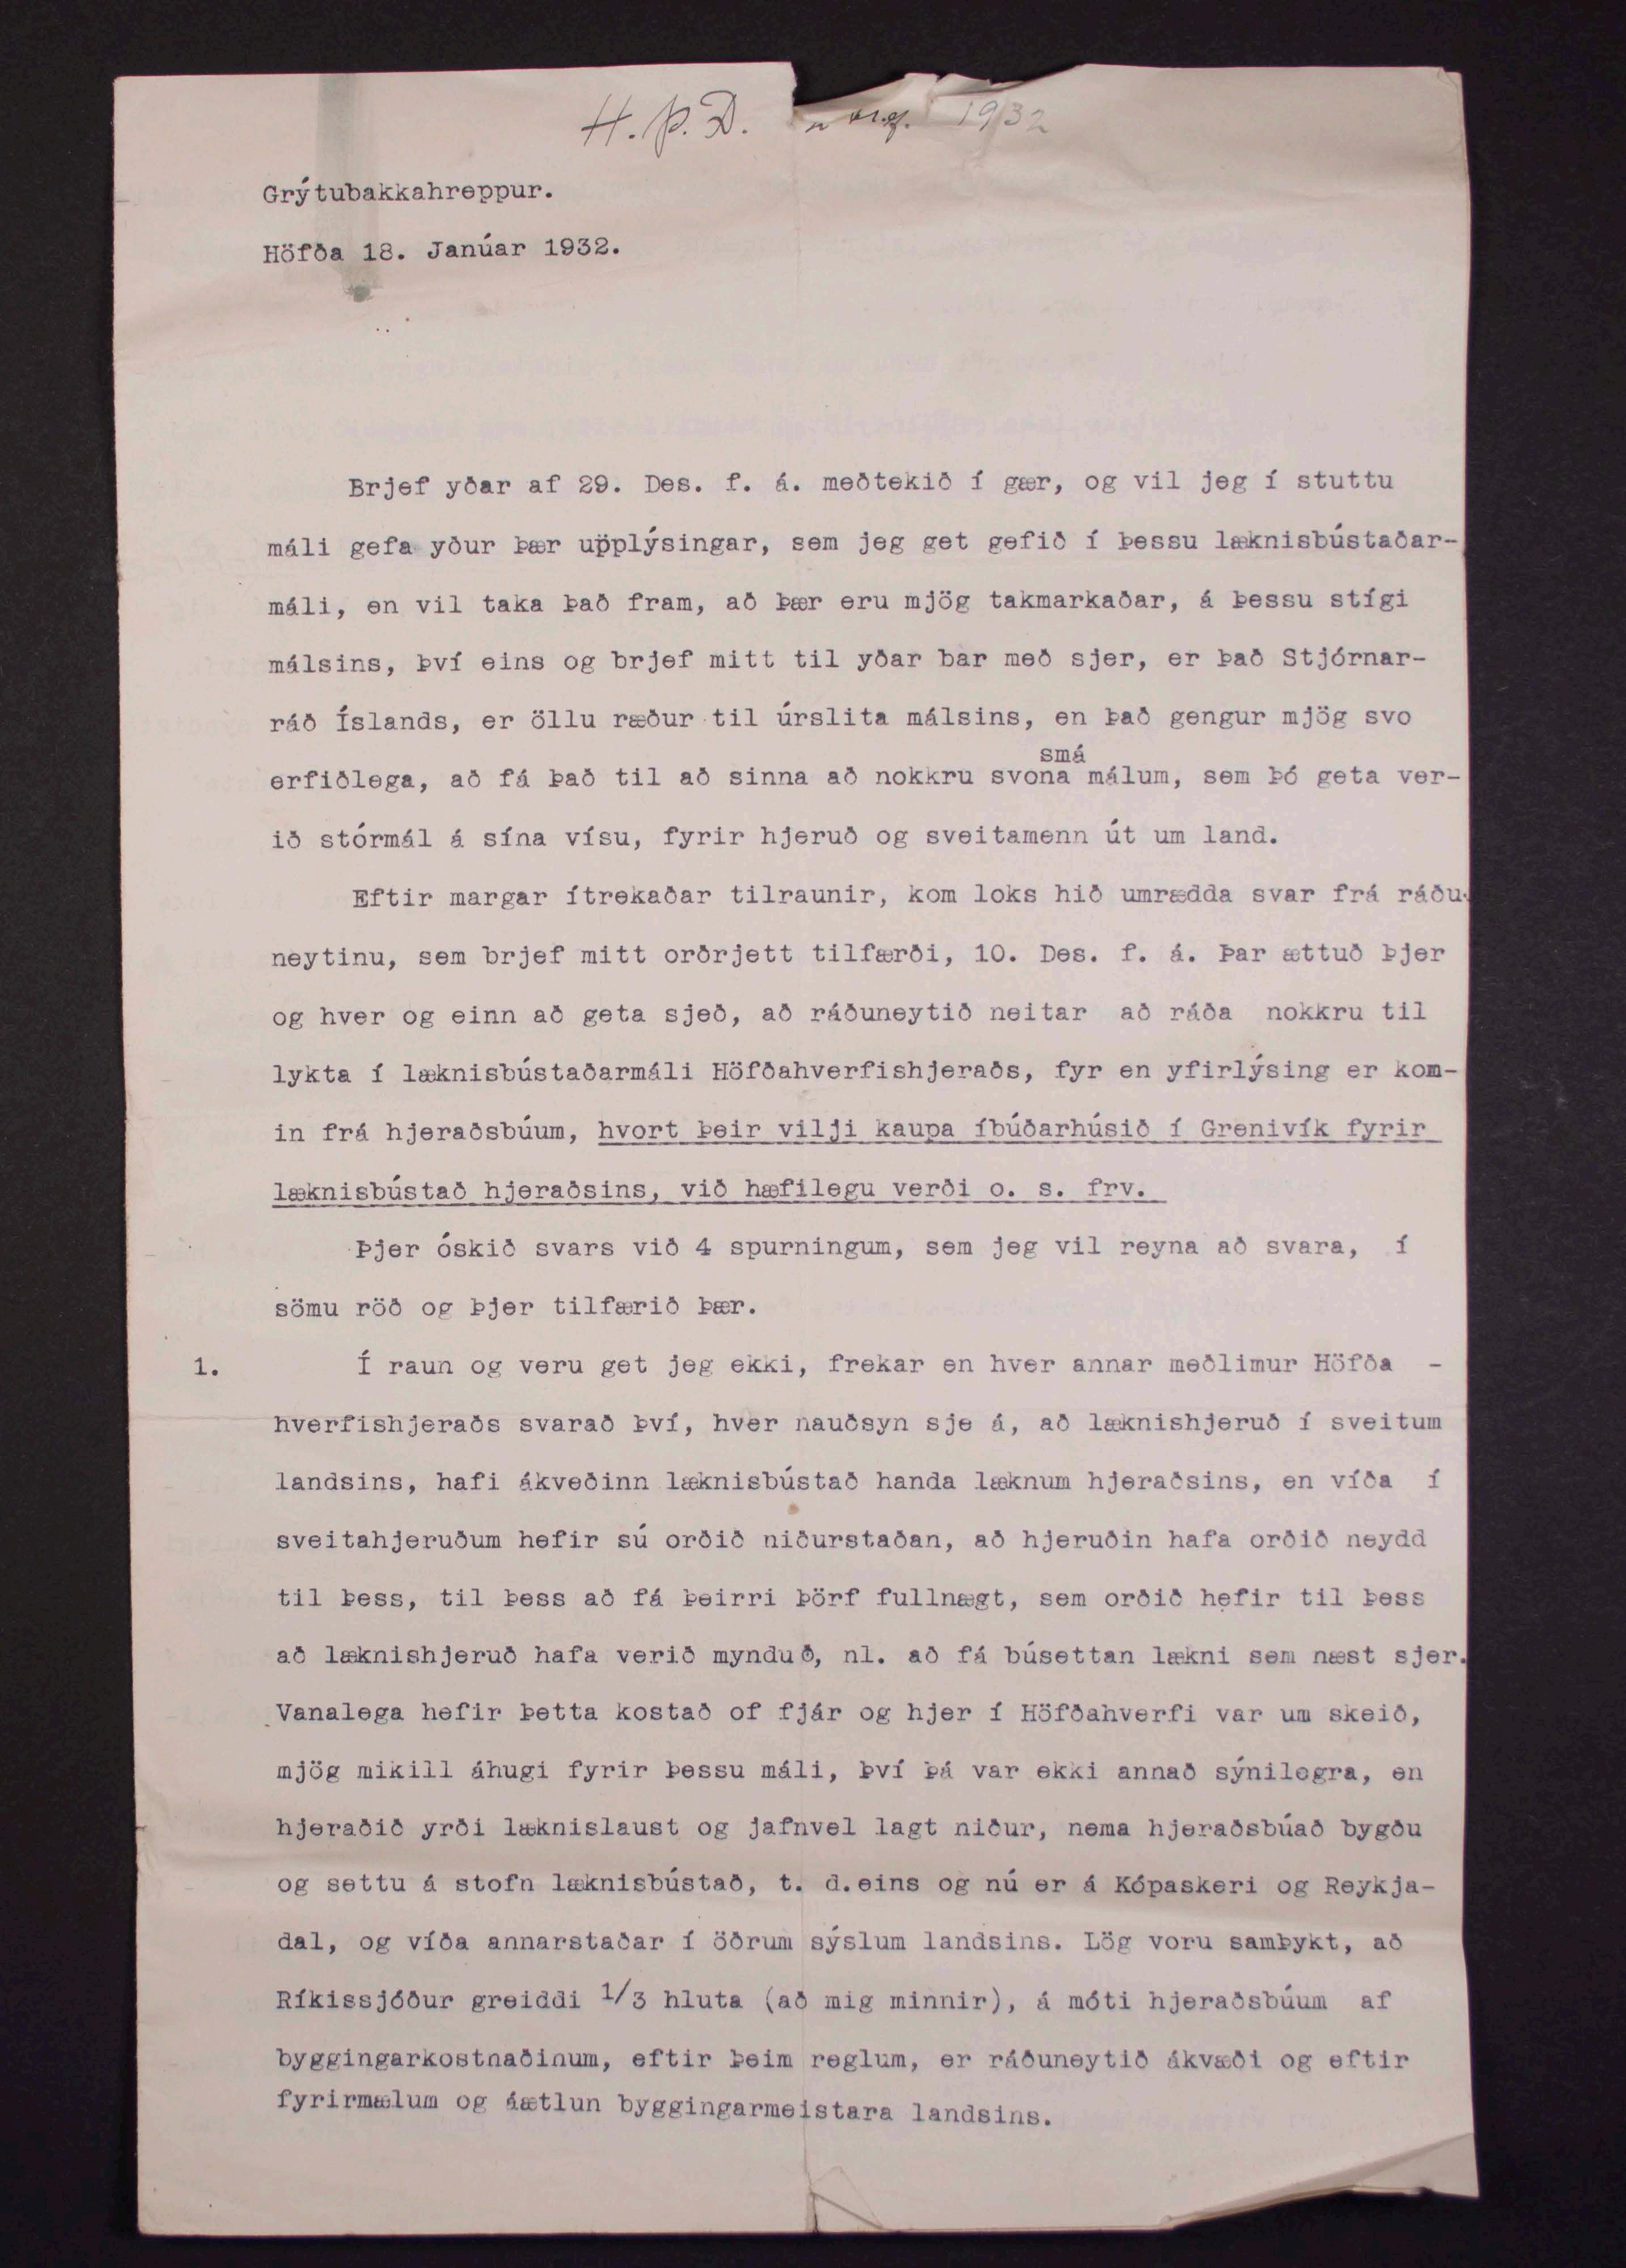 H. Þ. Þ. 1932
Grýtubakkahreppur.
Höfða 18. Janúar 1932.
Brjef yðar af 29. Des. f. á. meðtekið í gær, og vil jeg í stuttu
máli gefa yður þær upplýsingar, sem jeg get gefið í þessu læknisbústaðar-
máli, en vil taka það fram, að þær eru mjög takmarkaðar, á þessu stígi
málsins, því eins og brjef mitt til yðar bar með sjer, er það Stjórnar-
ráð Íslands, er öllu ræður til úrslita málsins, en það gengur mjög svo
smá
erfiðlega, að fá það til að sinna að nokkru svona málum, sem þó geta ver-
ið stórmál á sína vísu, fyrir hjeruð og sveitamenn út um land.
Eftir margar ítrekaðar tilraunir, kom loks hið umrædda svar frá ráðu-
neytinu, sem brjef mitt orðrjett tilfærði, 10. Des. f. á. Þar ættuð þjer
og hver og einn að geta sjeð, að ráðuneytið neitar að ráða nokkru til
lykta í læknisbústaðarmáli Höfðahverfishjeraðs, fyr en yfirlýsing er kom-
in frá hjeraðsbúum, hvort þeir vilji kaupa íbúðarhúsið í Grenivík fyrir
læknisbústað hjeraðsins, við hæfilegu verði o. s. frv.
Þjer óskið svars við 4 spurningum, sem jeg vil reyna að svara, í
sömu röð og þjer tilfærið þær.
1. Í raun og veru get jeg ekki, frekar en hver annar meðlimur Höfða -
hverfishjeraðs svarað því, hver nauðsyn sje á, að læknishjeruð í sveitum
landsins, hafi ákveðinn læknisbústað handa læknum hjeraðsins, en víða í
sveitahjeruðum hefir sú orðið niðurstaðan, að hjeruðin hafa orðið neydd
til þess, til þess að fá þeirri þörf fullnægt, sem orðið hefir til þess
að læknishjeruð hafa verið mynduð, nl. að fá búsettan lækni sem næst sjer.
Vanalega hefir þetta kostað of fjár og hjer í Höfðahverfi var um skeið,
mjög mikill áhugi fyrir þessu máli, því þá var ekki annað sýnilegra, en
hjeraðið yrði læknislaust og jafnvel lagt niður, nema hjeraðsbúað bygðu
og settu á stofn læknisbústað, t. d.eins og nú er á Kópaskeri og Reykja-
dal, og víða annarstaðar í öðrum sýslum landsins. Lög voru samþykt, að
Ríkissjóður greiddi 1/3 hluta (að mig minnir), á móti hjeraðsbúum af
byggingarkostnaðinum, eftir þeim reglum, er ráðuneytið ákvæði og eftir
fyrirmælum og áætlun byggingarmeistara landsins.